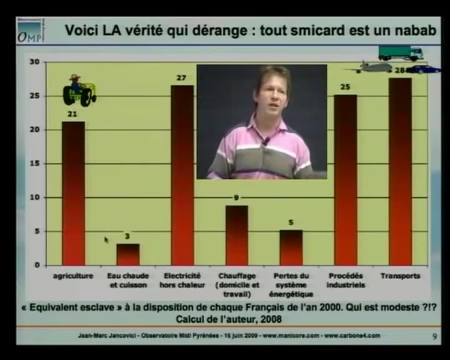 Voici LA vérité qui dérange : tout smicard est un nabab
OMP
30
25
20
15
10
5
0
21
3
27
9
5
25
28
agriculture
Eau chaude et cuisson
Electricité hors chaleur
Chauffage (domicile et travail)
Pertes du système énergétique
Procédés industriels
Transports
« Equivalent esclave » à la disposition de chaque Français de l'an 2000. Qui est modeste ?!?
Calcul de l'auteur, 2008
Jean-Marc Jancovici - Observatoire Midi Pyrénées - 16 juin 2009 - www.manicore.com - www.carbone4.com
9